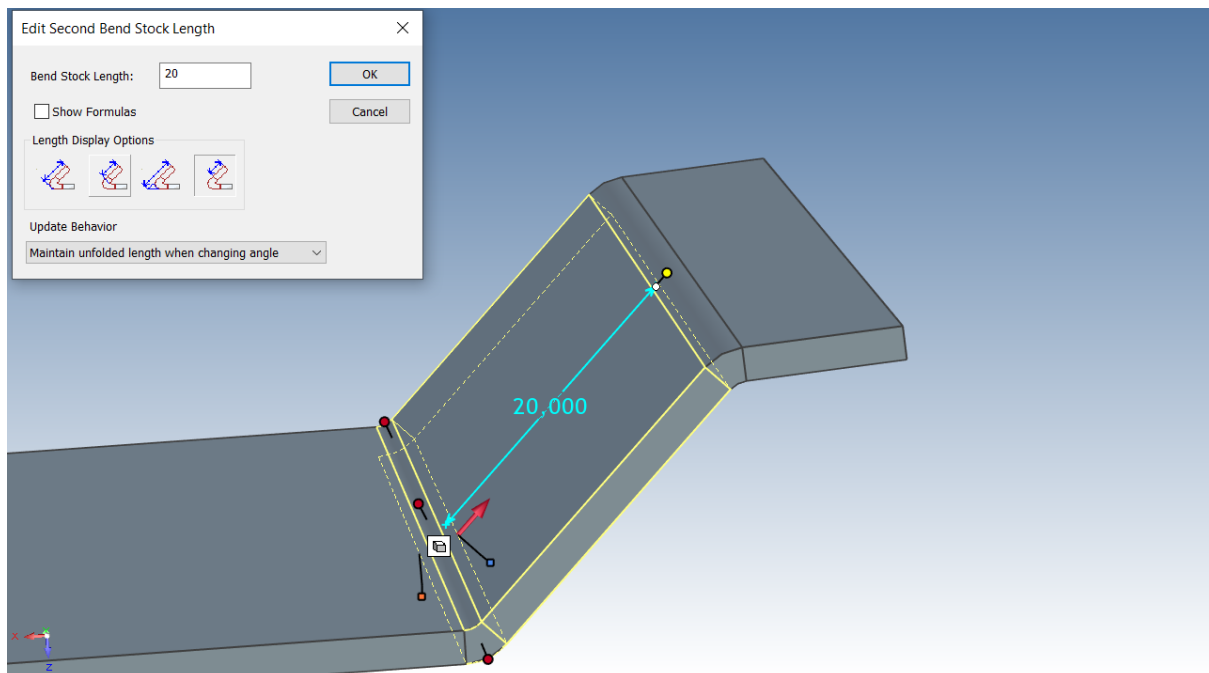 Edit Second Bend Stock Length
Bend Stock Length: 20 OK
Show Formulas Cancel
Length Display Options
Update Behavior
Maintain unfolded length when changing angle
20,000
X
Z